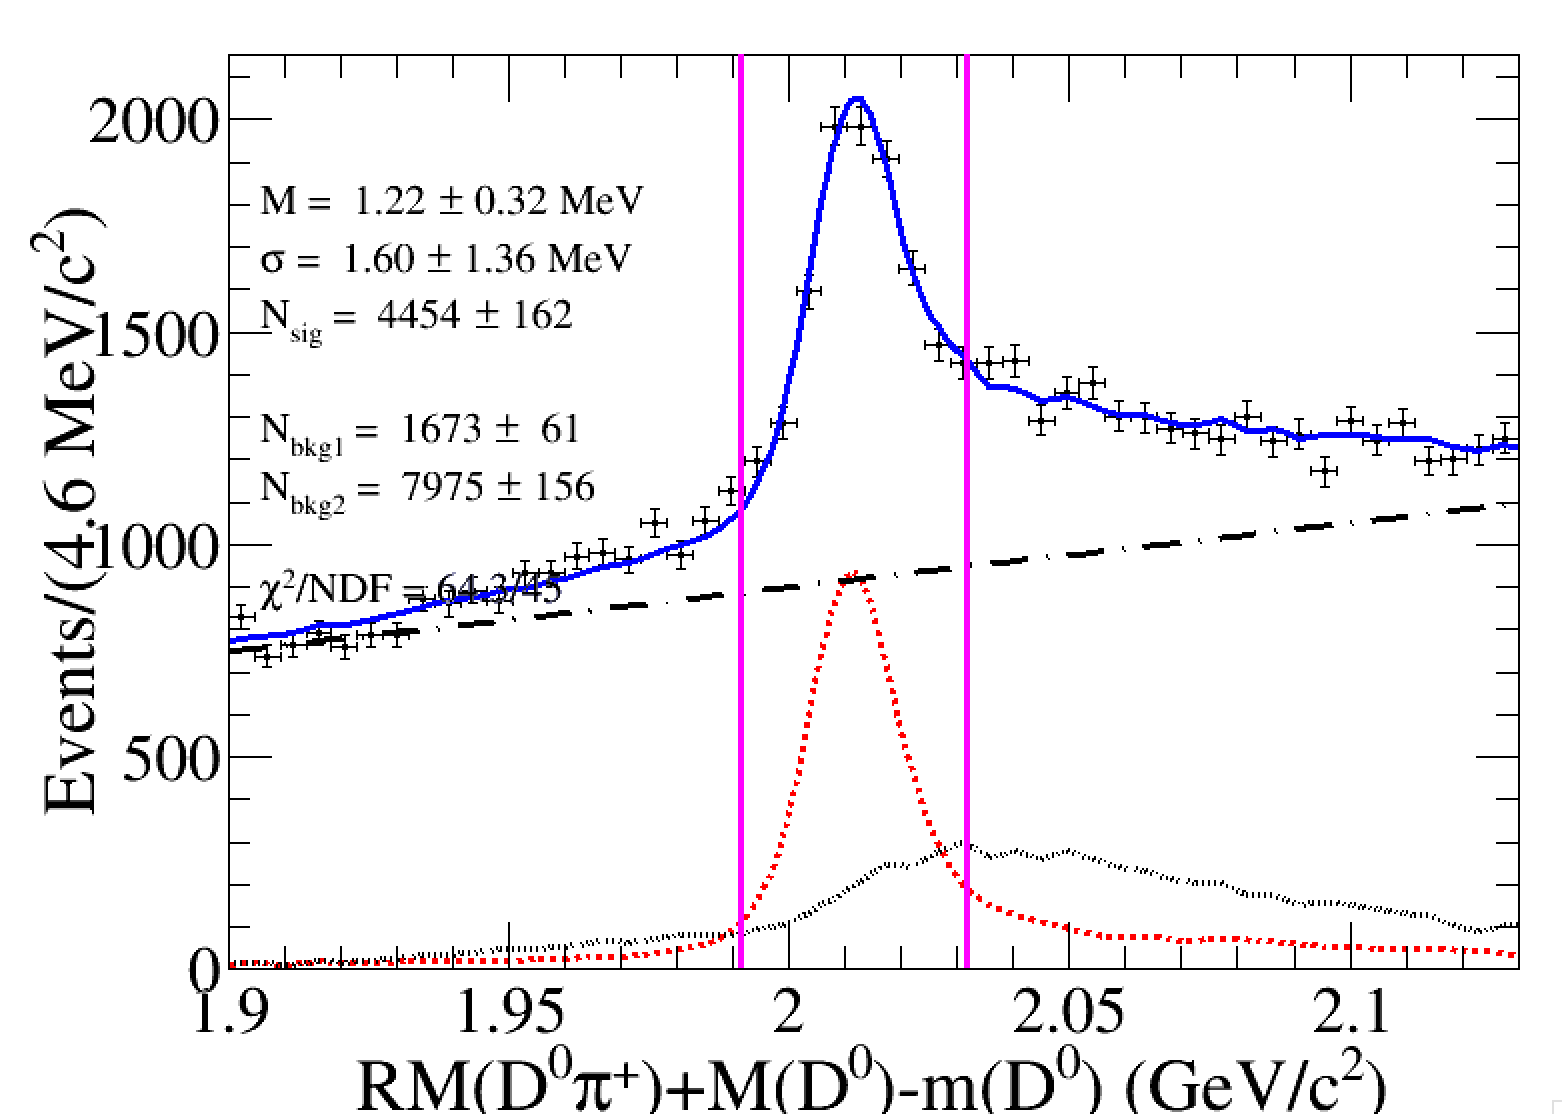 2000
1500
1000
500
0
Events/(4.6 MeV/c²)
M = 1.22 ± 0.32 MeV
σ = 1.60 ± 1.36 MeV
N_sig = 4454 ± 162
N_bkg1 = 1673 ± 61
N_bkg2 = 7975 ± 156
χ²/NDF = 64.3/45
1.9 1.95 2 2.05 2.1
RM(D⁰π⁺)+M(D⁰)-m(D⁰) (GeV/c²)